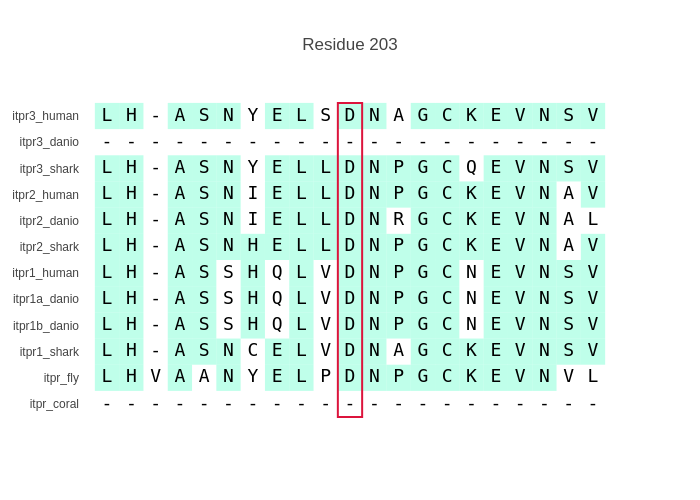 Residue 203
itpr3_human L H - A S N Y E L S D N A G C K E V N S V
itpr3_danio - - - - - - - - - - - - - - - - - - - - -
itpr3_shark L H - A S N Y E L L D N P G C Q E V N S V
itpr2_human L H - A S N I E L L D N P G C K E V N A V
itpr2_danio L H - A S N I E L L D N R G C K E V N A L
itpr2_shark L H - A S N H E L L D N P G C K E V N A V
itpr1_human L H - A S S H Q L V D N P G C N E V N S V
itpr1a_danio L H - A S S H Q L V D N P G C N E V N S V
itpr1b_danio L H - A S S H Q L V D N P G C N E V N S V
itpr1_shark L H - A S N C E L V D N A G C K E V N S V
itpr_fly L H V A A N Y E L P D N P G C K E V N V L
itpr_coral - - - - - - - - - - - - - - - - - - - - -